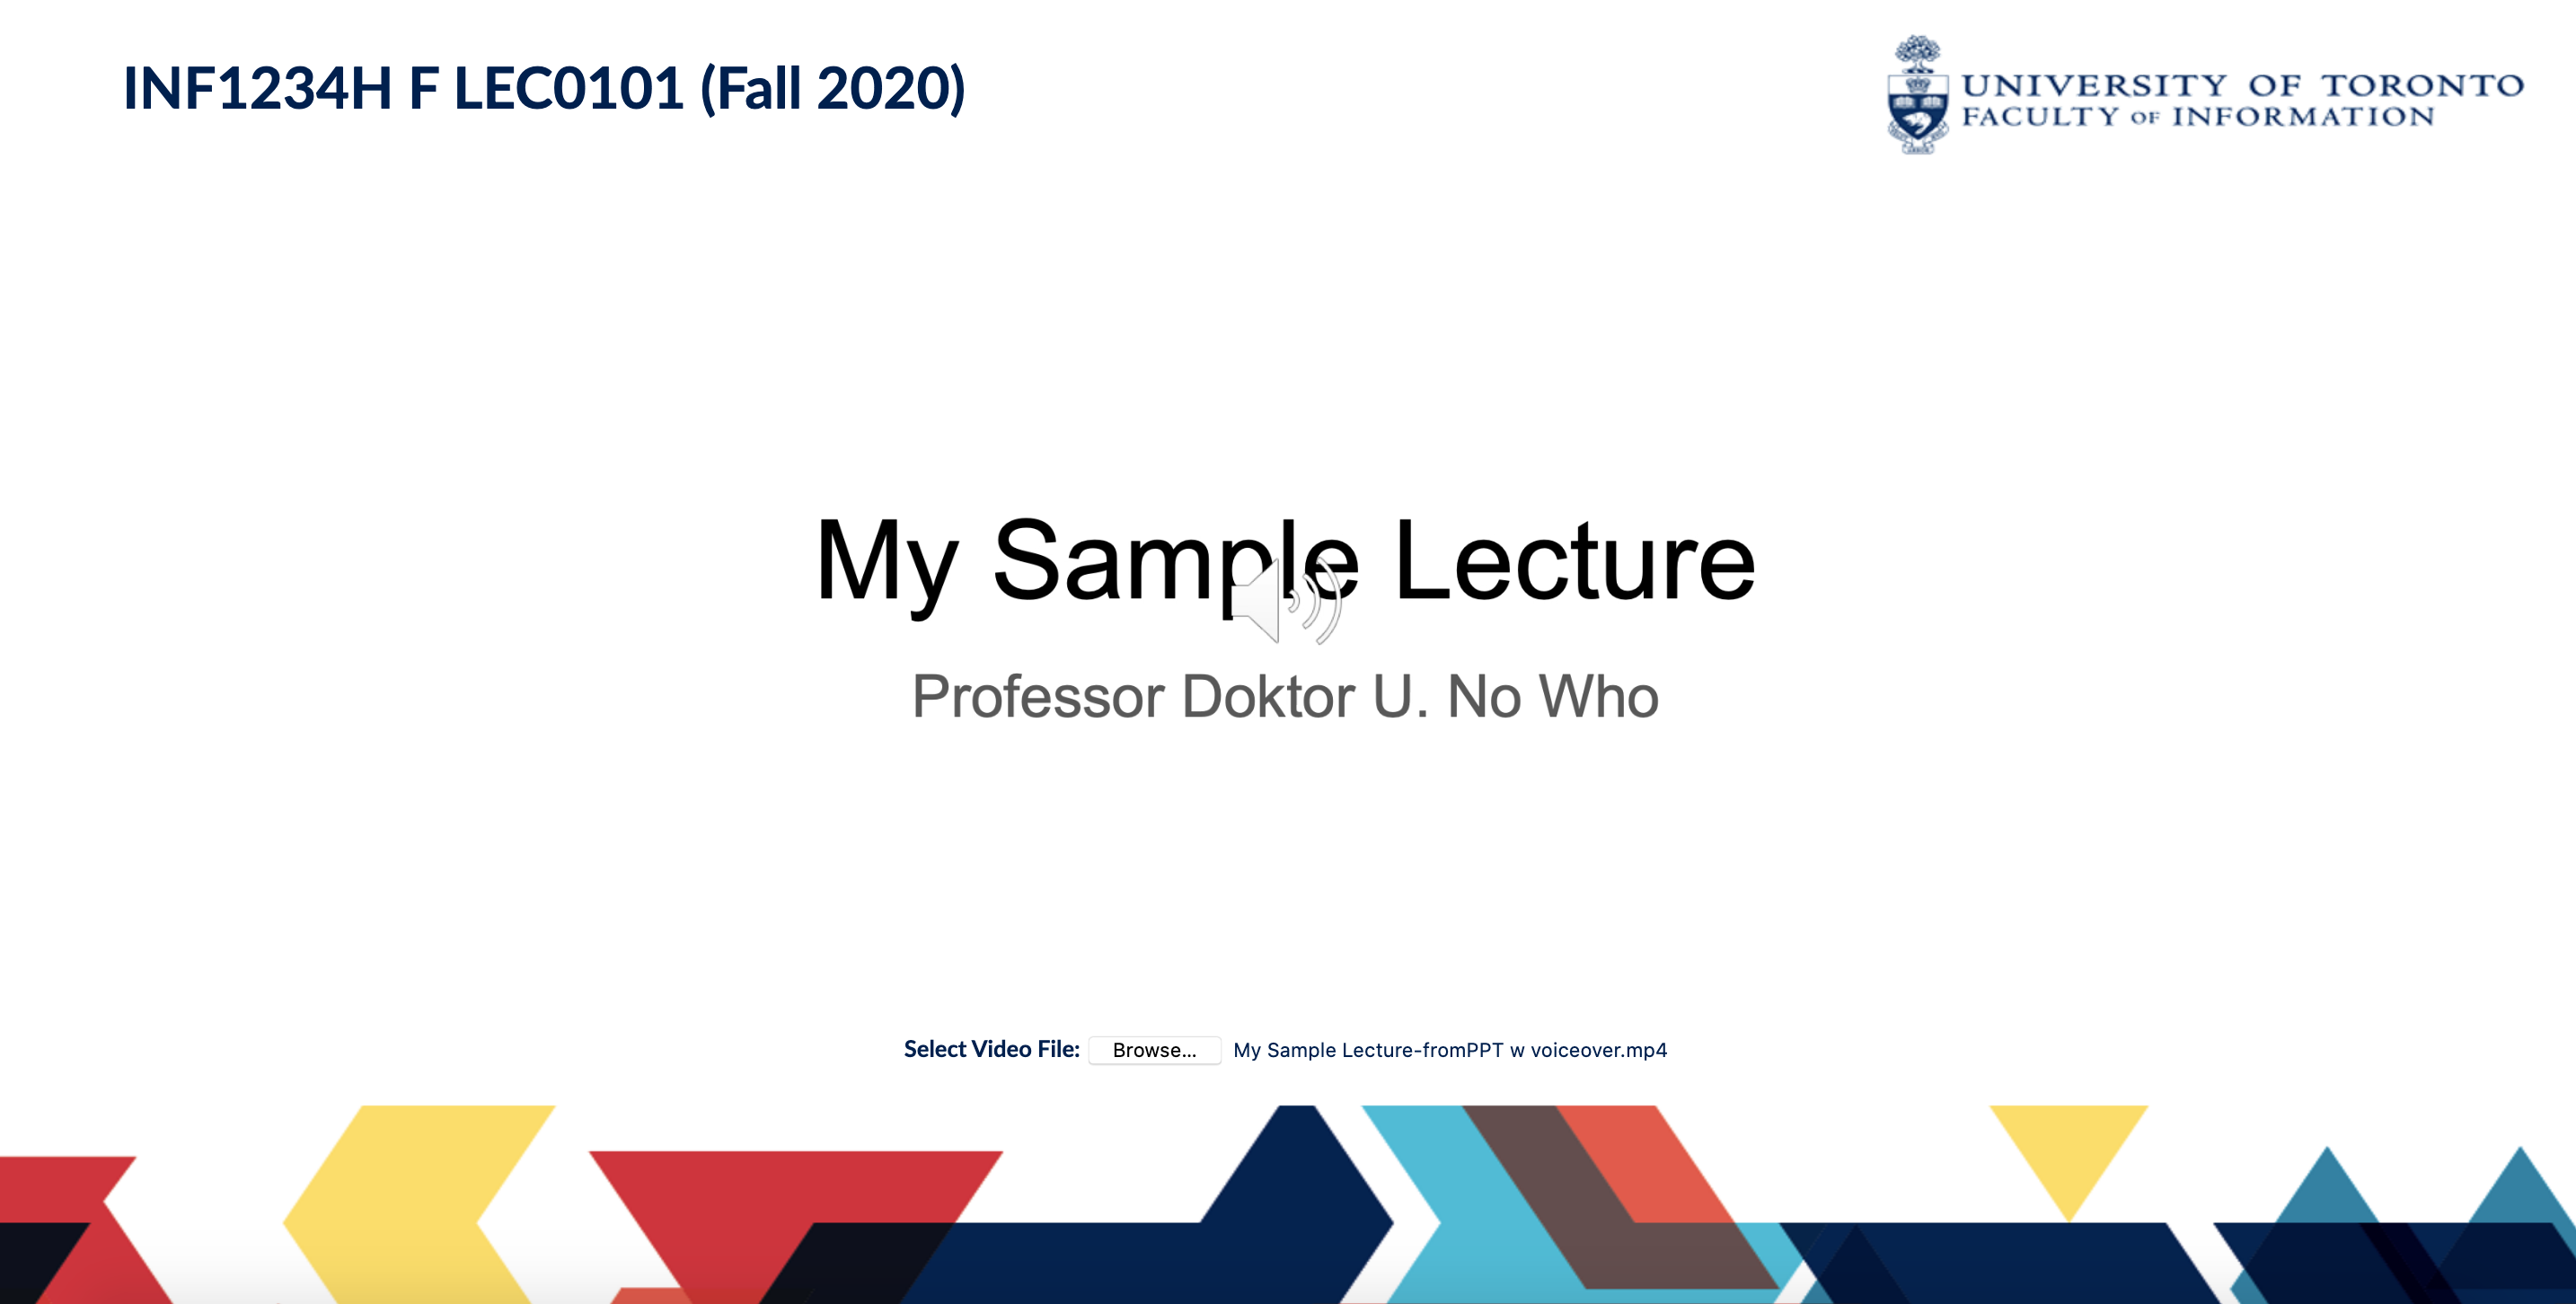 INF1234H F LEC0101 (Fall 2020)
UNIVERSITY OF TORONTO
FACULTY OF INFORMATION
My Sample Lecture
Professor Doktor U. No Who
Select Video File: Browse... My Sample Lecture-fromPPT w voiceover.mp4